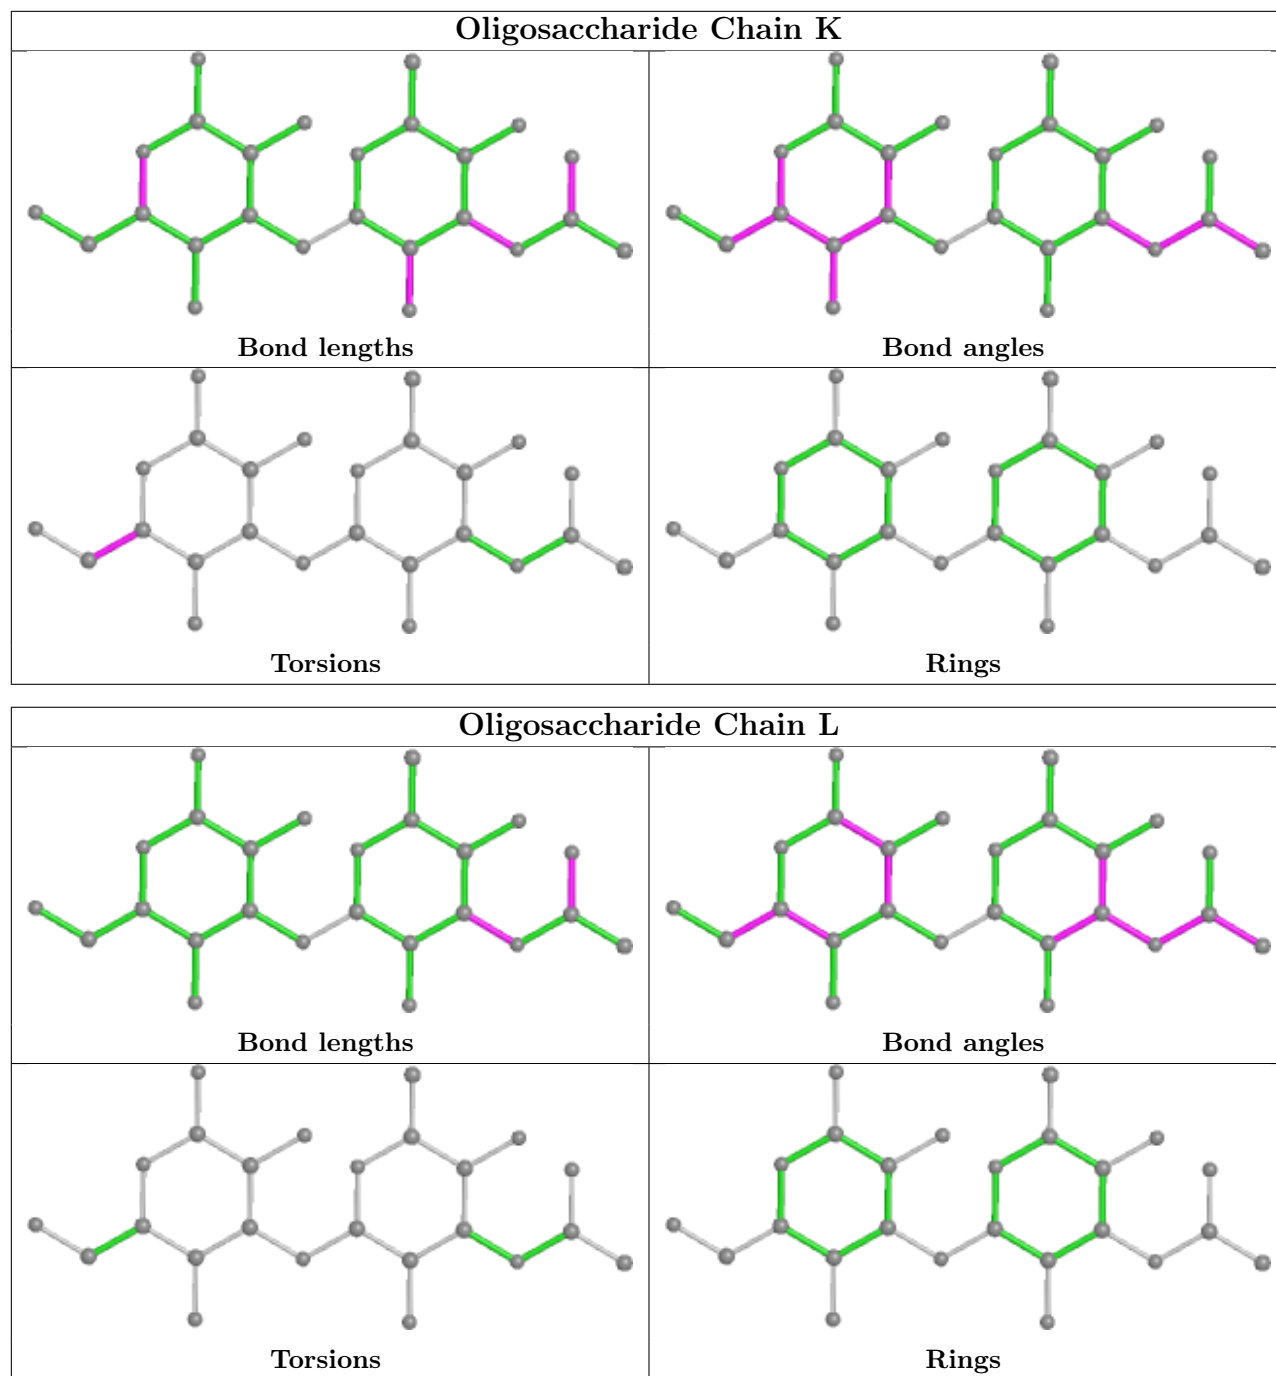 Oligosaccharide Chain K
Bond lengths
Bond angles
Torsions
Rings
Oligosaccharide Chain L
Bond lengths
Bond angles
Torsions
Rings